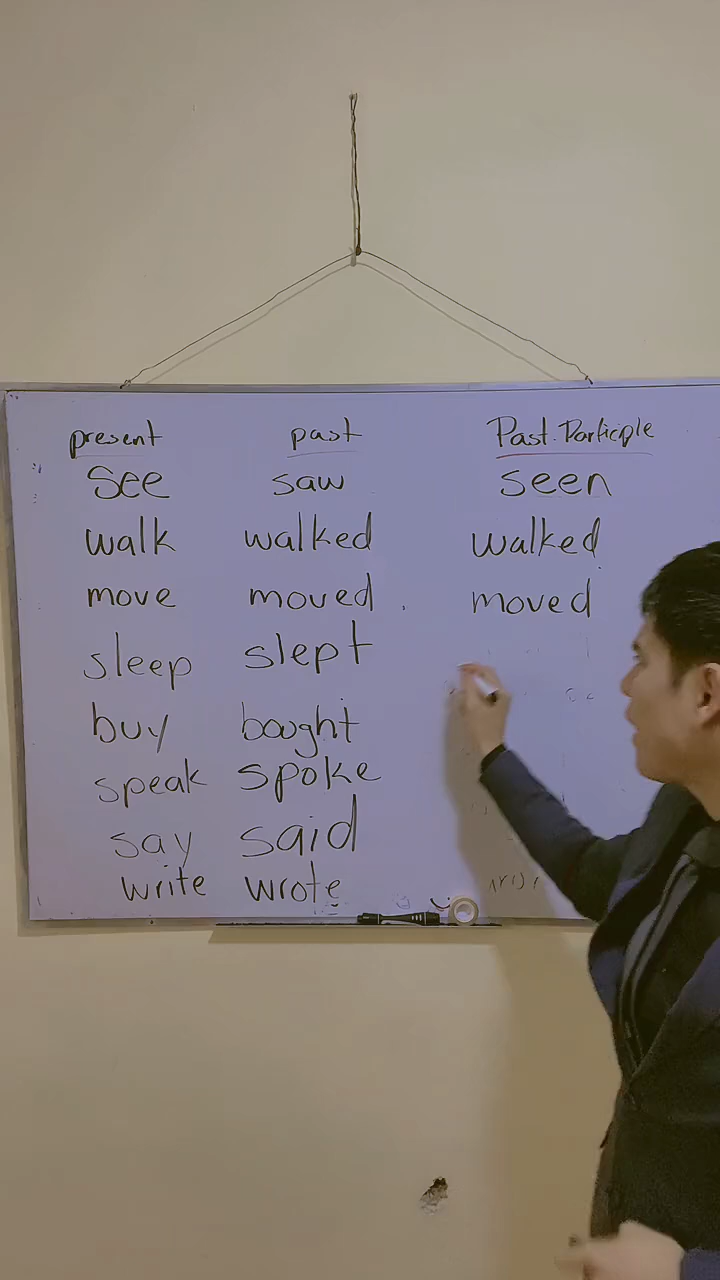 present past Past.Participle
see saw seen
walk walked walked
move moved moved
sleep slept
buy bought
speak spoke
say said
write wrote